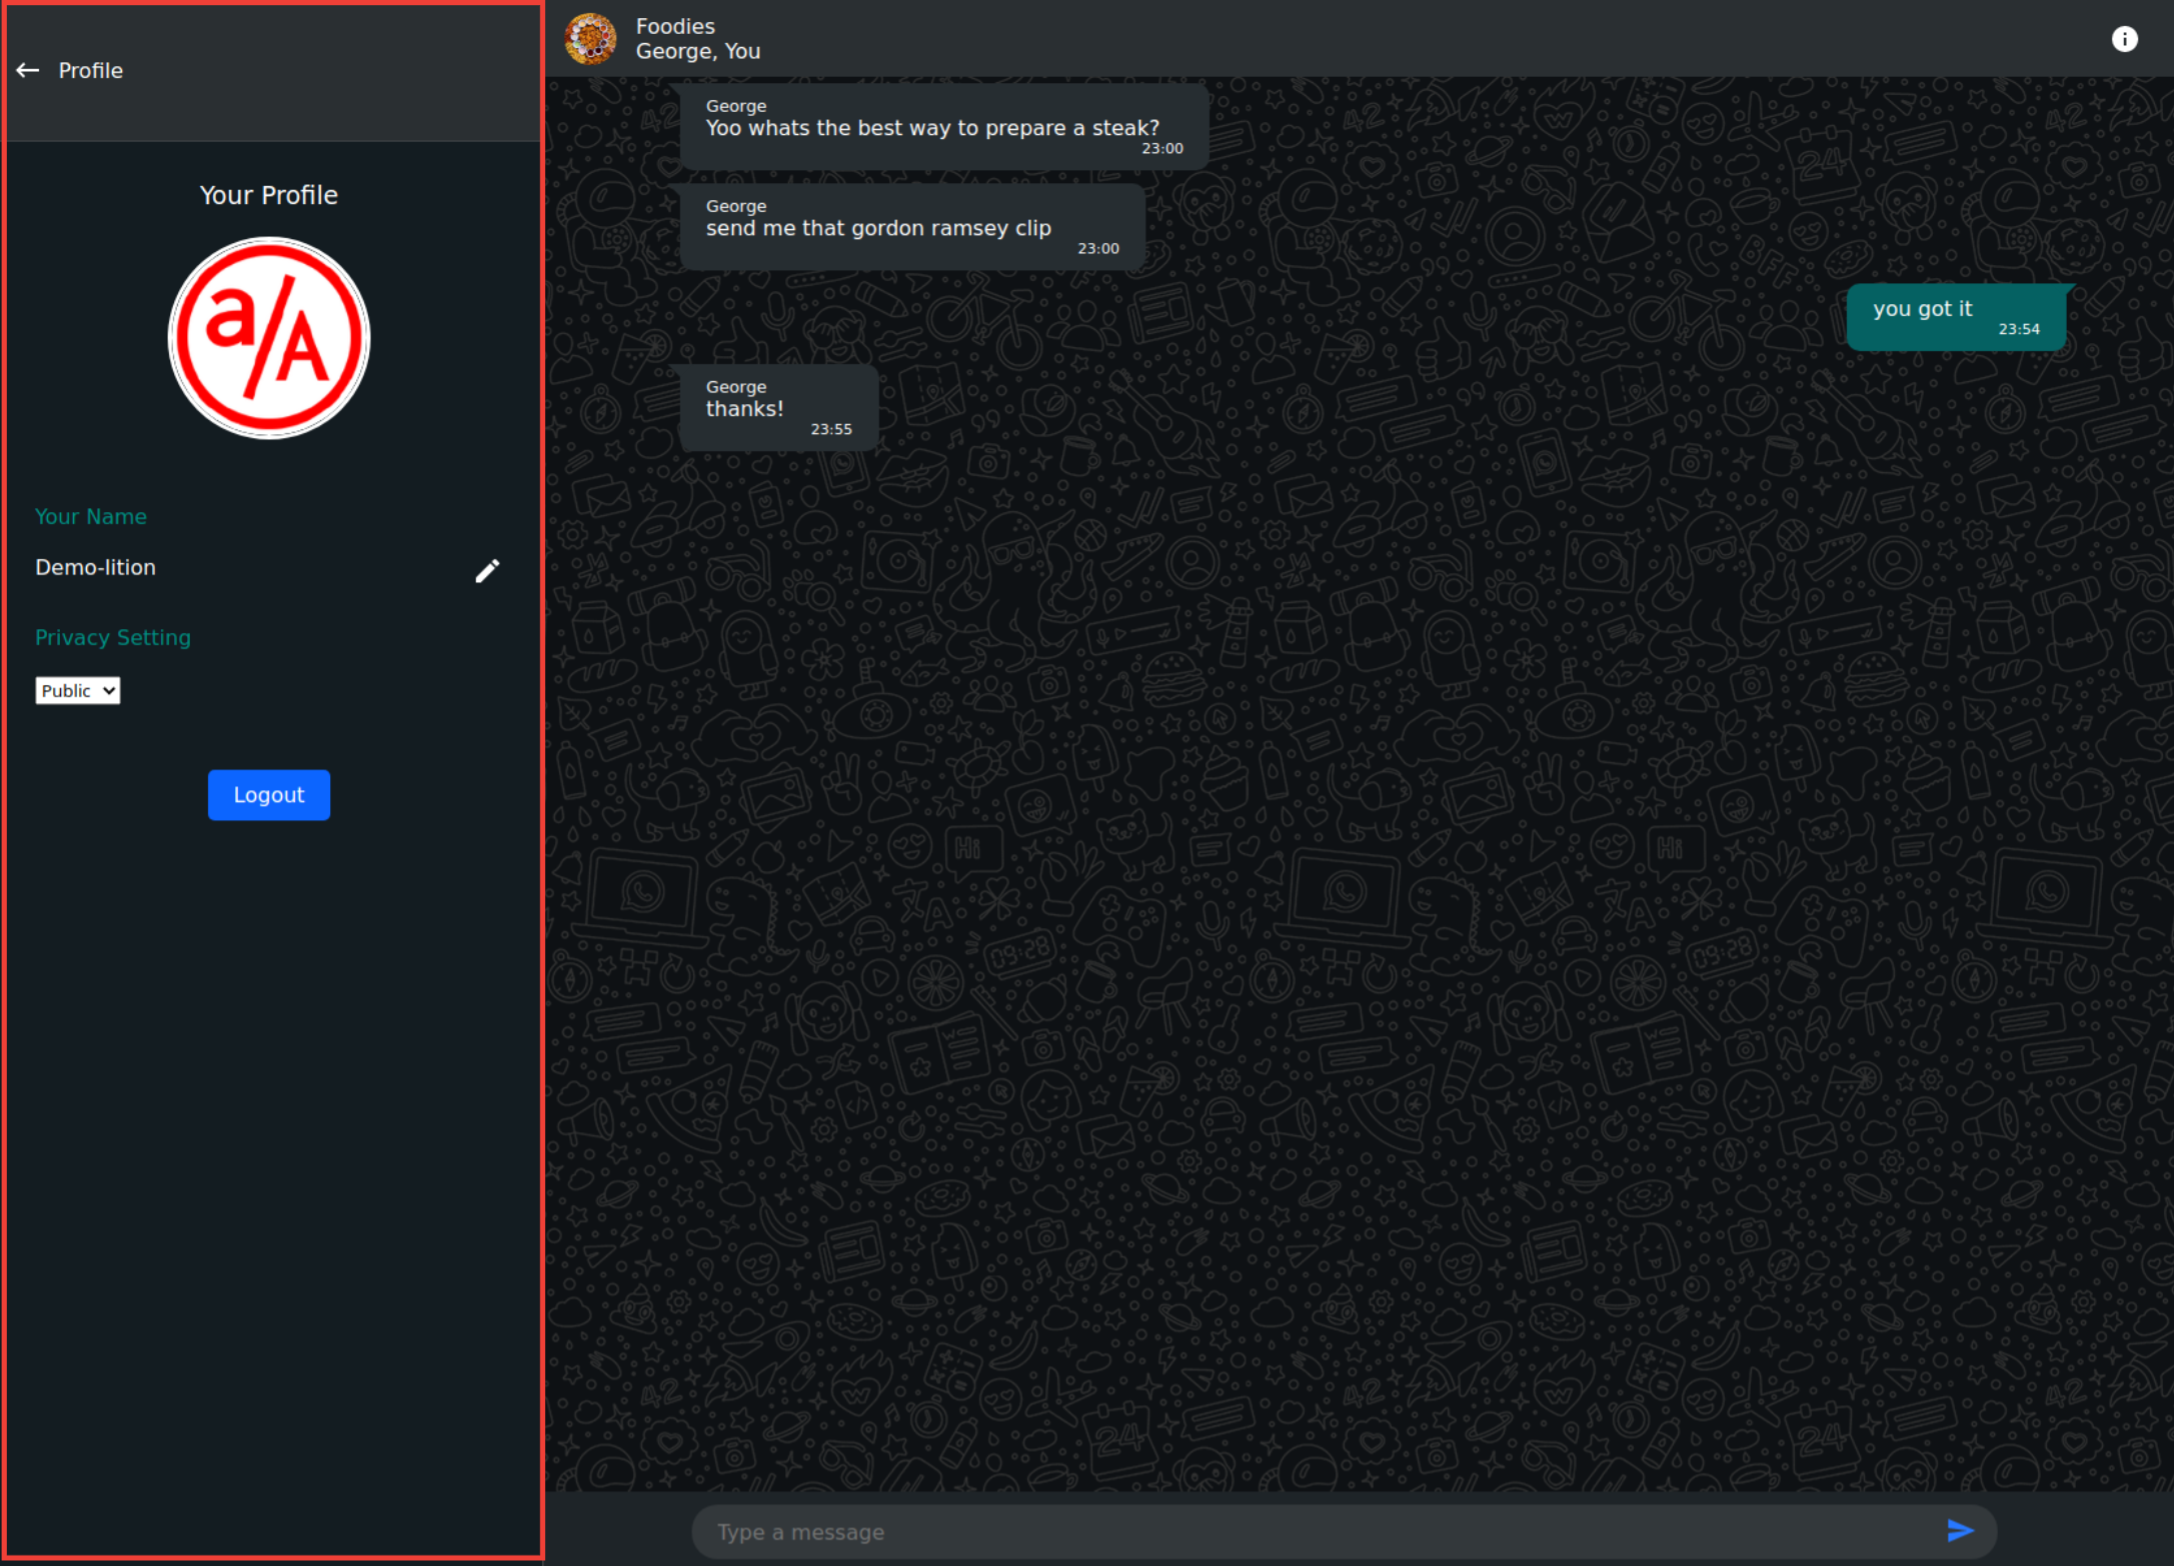 Profile
Your Profile
a/A
Your Name
Demo-lition
Privacy Setting
Public
Logout
Foodies
George, You
George
Yoo whats the best way to prepare a steak?
23:00
George
send me that gordon ramsey clip
23:00
you got it
23:54
George
thanks!
23:55
Type a message